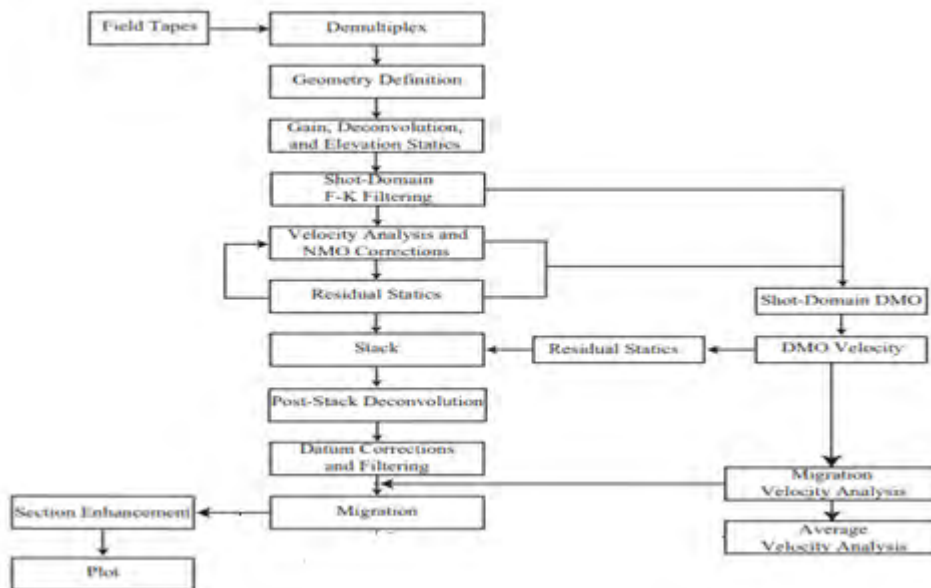 Field Tapes
Demultiplex
Geometry Definition
Gain, Deconvolution,
and Elevation Statics
Shot-Domain
F-K Filtering
Velocity Analysis and
NMO Corrections
Residual Statics
Shot-Domain DMO
Stack
Residual Statics
DMO Velocity
Post-Stack Deconvolution
Datum Corrections
and Filtering
Migration
Velocity Analysis
Section Enhancement
Migration
Average
Velocity Analysis
Plot